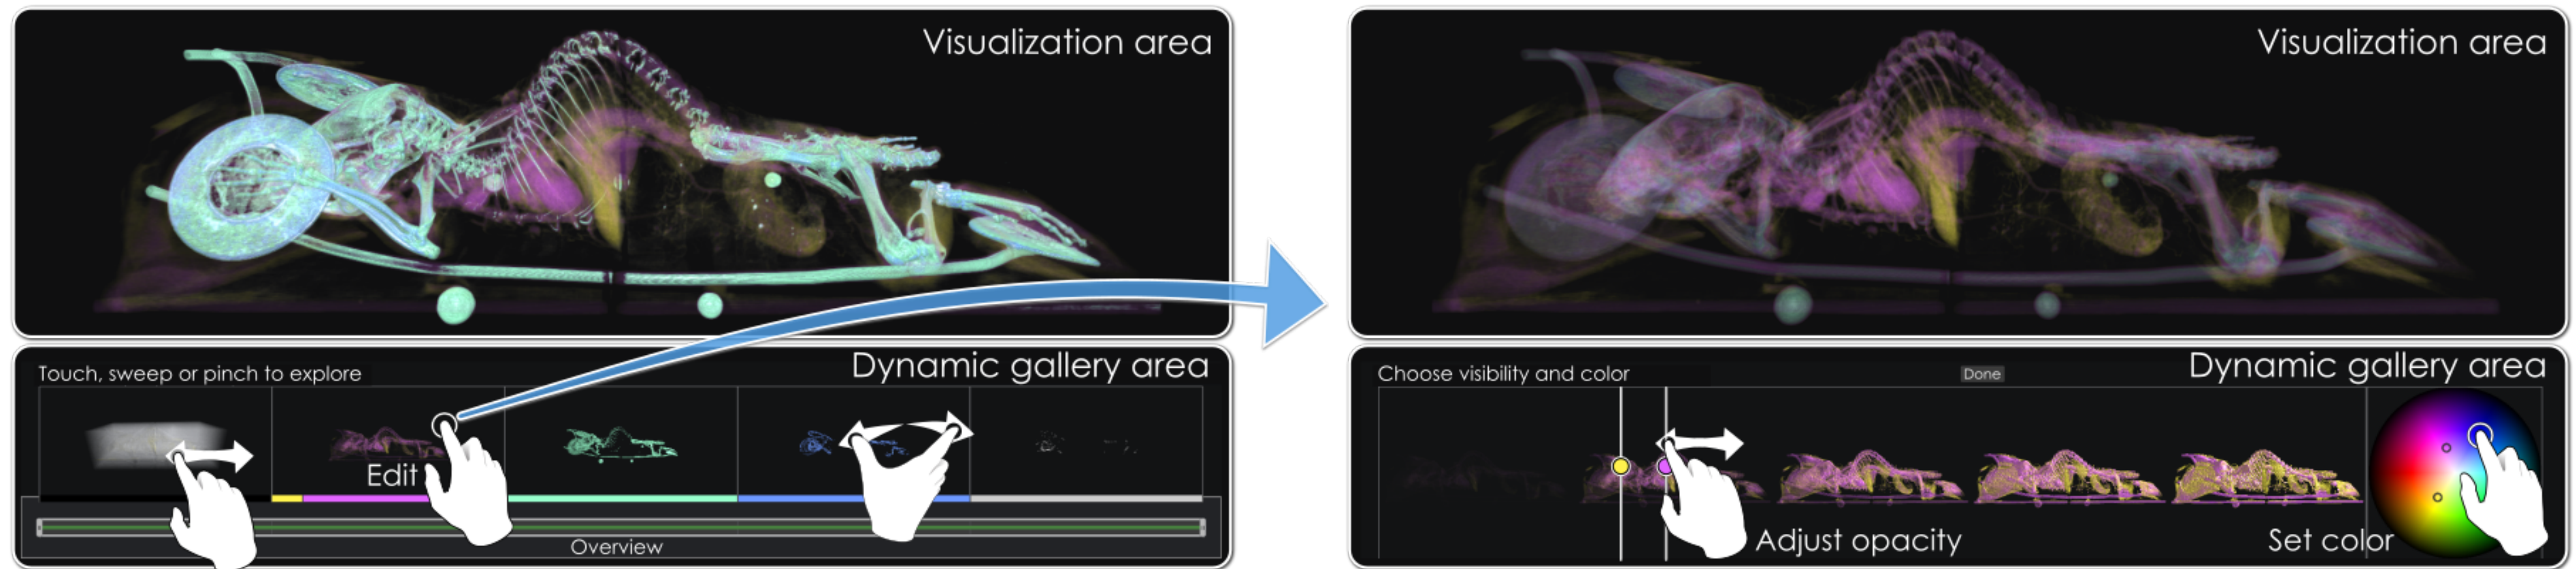 Visualization area
Touch, sweep or pinch to explore
Dynamic gallery area
Edit
Overview
Visualization area
Choose visibility and color
Done
Dynamic gallery area
Adjust opacity
Set color